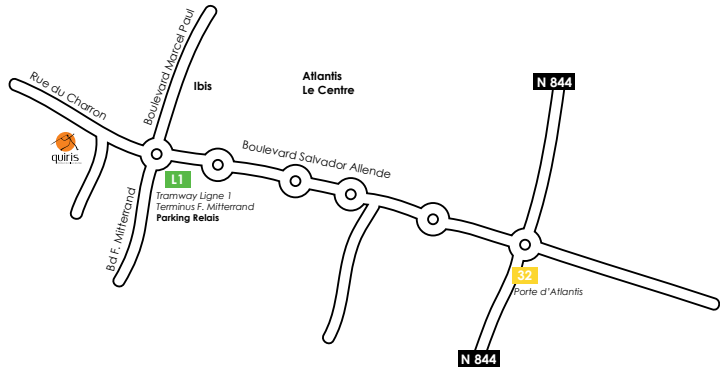 Boulevard Marcel Paul
Rue du Charron
Ibis
Atlantis
Le Centre
N 844
quiris
Boulevard Salvador Allende
L1
Tramway Ligne 1
Terminus F. Mitterrand
Parking Relais
Bd F. Mitterrand
32
Porte d'Atlantis
N 844